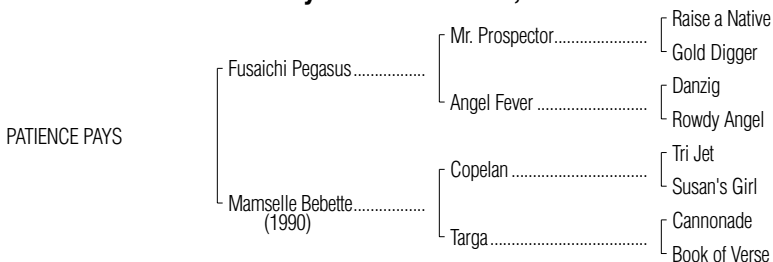 Raise a Native
Mr. Prospector.....................
Gold Digger
Fusaichi Pegasus.................
Danzig
Angel Fever .........................
Rowdy Angel
PATIENCE PAYS
Tri Jet
Copelan ...............................
Susan's Girl
Mamselle Bebette.................
(1990)
Cannonade
Targa....................................
Book of Verse